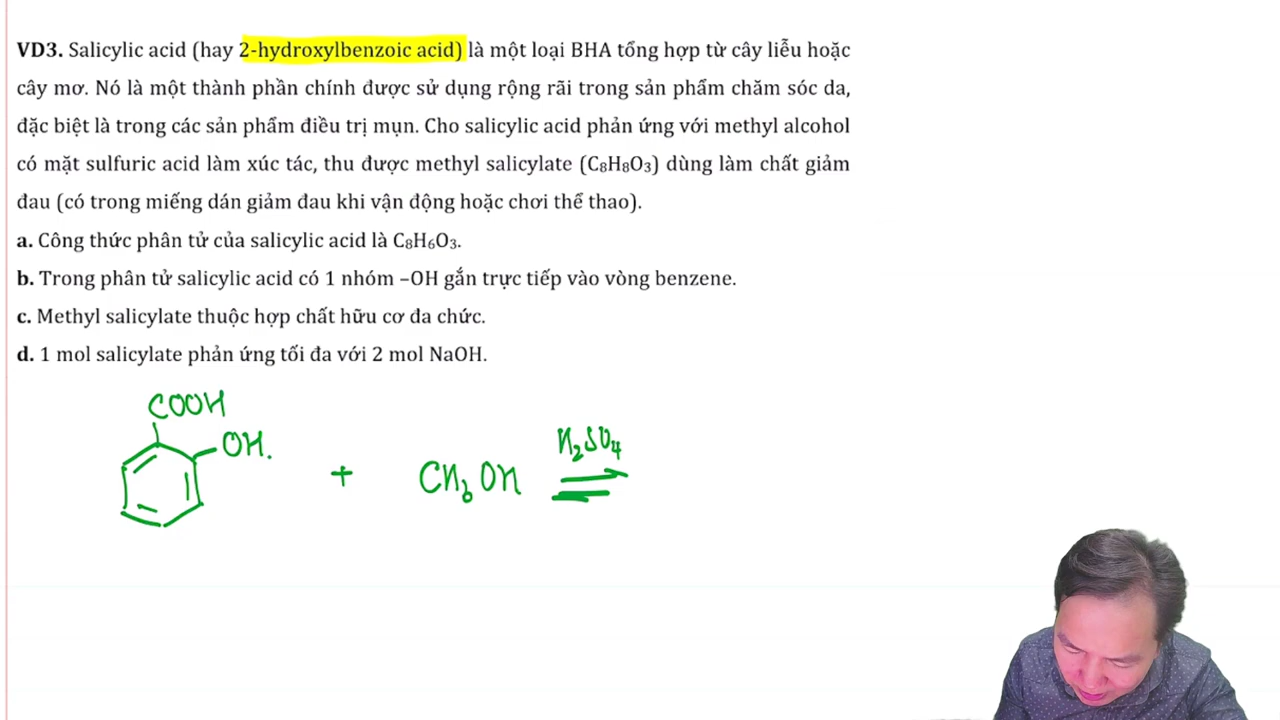 VD3. Salicylic acid (hay 2-hydroxylbenzoic acid) là một loại BHA tổng hợp từ cây liễu hoặc
cây mơ. Nó là một thành phần chính được sử dụng rộng rãi trong sản phẩm chăm sóc da,
đặc biệt là trong các sản phẩm điều trị mụn. Cho salicylic acid phản ứng với methyl alcohol
có mặt sulfuric acid làm xúc tác, thu được methyl salicylate (C₈H₈O₃) dùng làm chất giảm
đau (có trong miếng dán giảm đau khi vận động hoặc chơi thể thao).
a. Công thức phân tử của salicylic acid là C₈H₆O₃.
b. Trong phân tử salicylic acid có 1 nhóm –OH gắn trực tiếp vào vòng benzene.
c. Methyl salicylate thuộc hợp chất hữu cơ đa chức.
d. 1 mol salicylate phản ứng tối đa với 2 mol NaOH.
COOH
OH.
+ CH₃OH ⇌ H₂SO₄